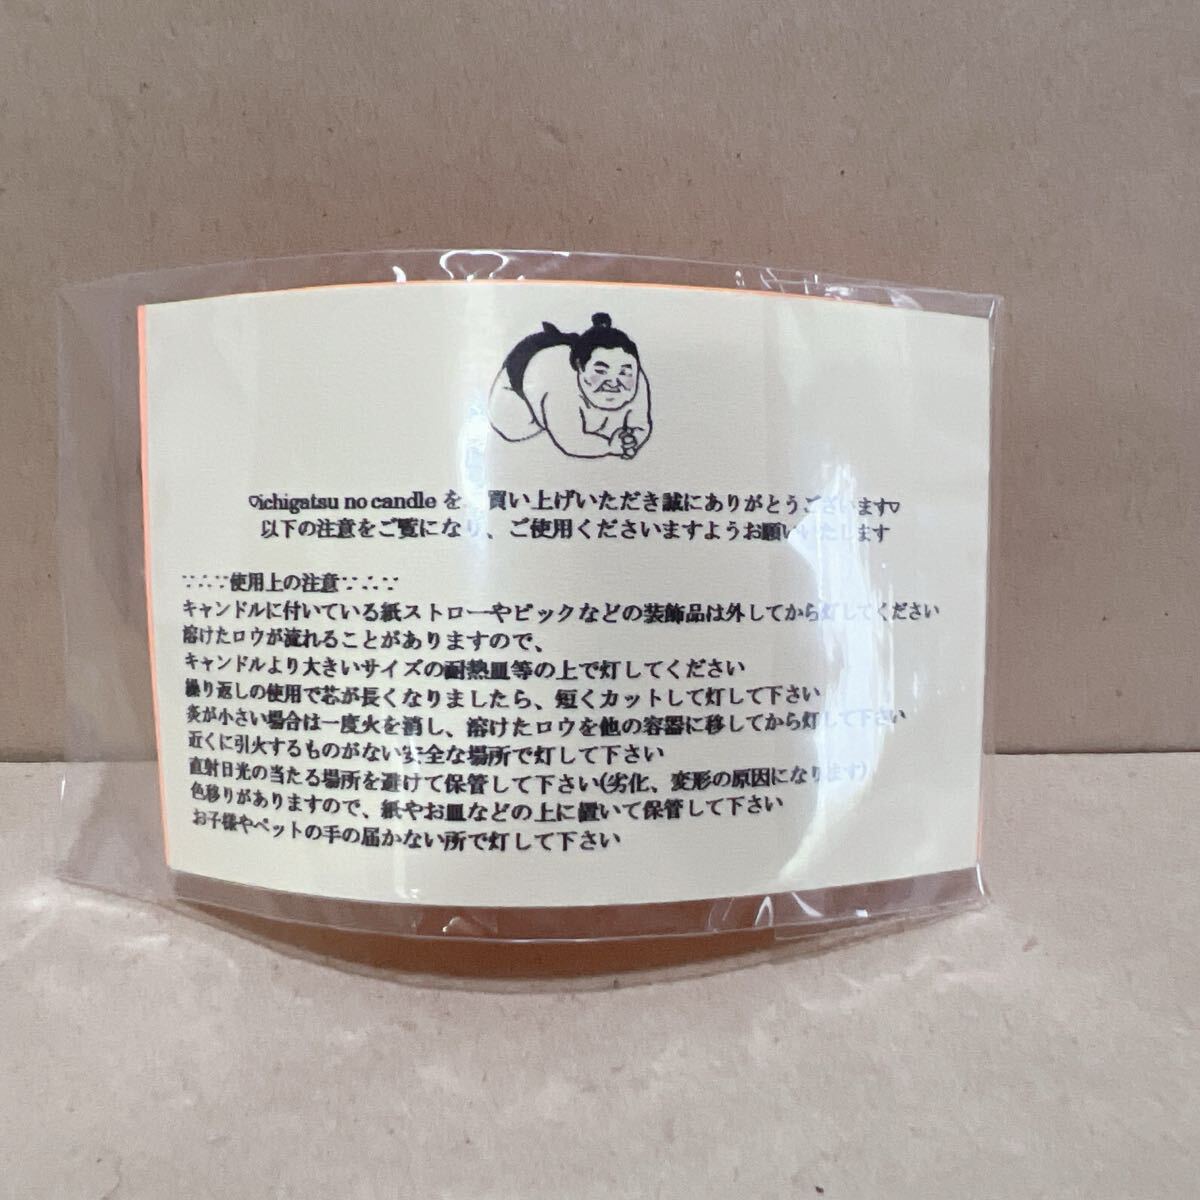 ♡ichigatsu no candle を 買い上げいただき誠にありがとうございます♡
以下の注意をご覧になり、ご使用くださいますようお願いいたします
∵∴∵使用上の注意∵∴∵
キャンドルに付いている紙ストローやピックなどの装飾品は外してから灯してください
溶けたロウが流れることがありますので、
キャンドルより大きいサイズの耐熱皿等の上で灯してください
繰り返しの使用で芯が長くなりましたら、短くカットして灯して下さい
炎が小さい場合は一度火を消し、溶けたロウを他の容器に移してから灯して下さい
近くに引火するものがない安全な場所で灯して下さい
直射日光の当たる場所を避けて保管して下さい(劣化、変形の原因になります)
色移りがありますので、紙やお皿などの上に置いて保管して下さい
お子様やペットの手の届かない所で灯して下さい